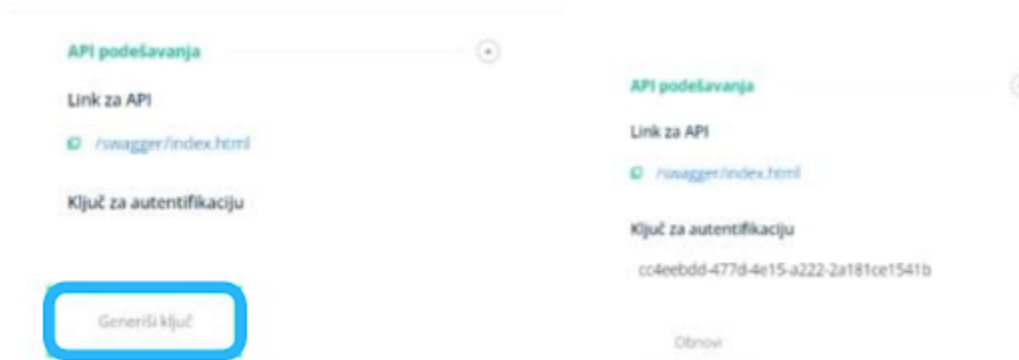 API podešavanja
Link za API
/swagger/index.html
Ključ za autentifikaciju
Generiši ključ
API podešavanja
Link za API
/swagger/index.html
Ključ za autentifikaciju
cc4eebdd-477d-4e15-a222-2a181ce1541b
Obnovi